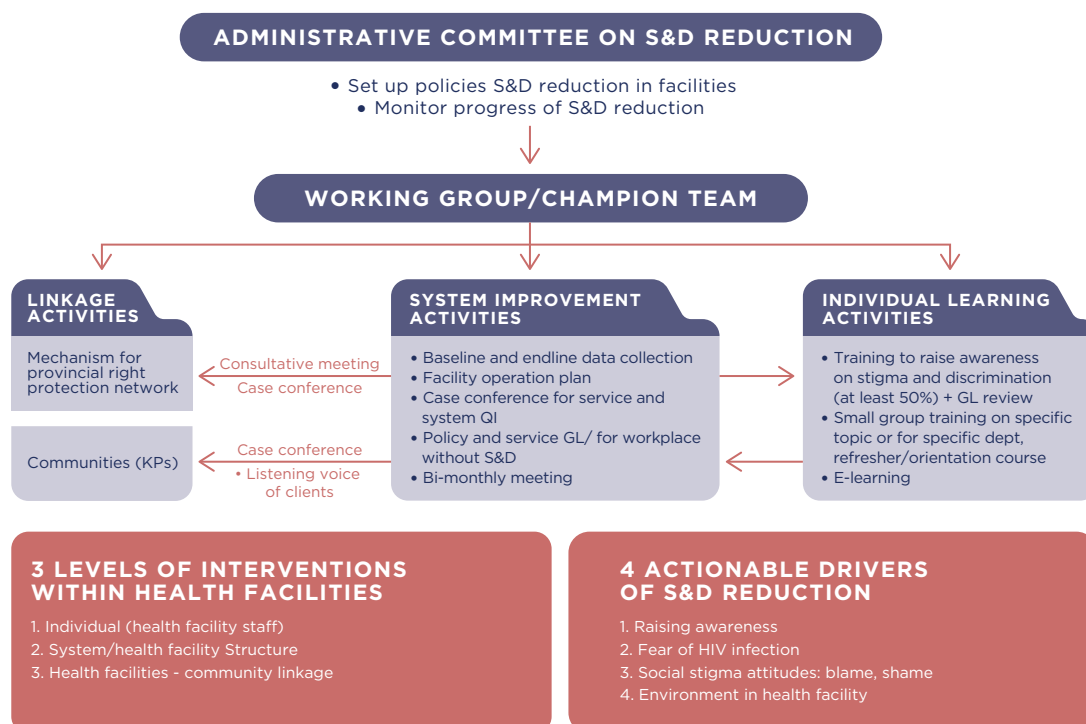 ADMINISTRATIVE COMMITTEE ON S&D REDUCTION
• Set up policies S&D reduction in facilities
• Monitor progress of S&D reduction
WORKING GROUP/CHAMPION TEAM
LINKAGE
ACTIVITIES
Mechanism for
provincial right
protection network
Communities (KPs)
Consultative meeting
Case conference
Case conference
• Listening voice
of clients
SYSTEM IMPROVEMENT
ACTIVITIES
• Baseline and endline data collection
• Facility operation plan
• Case conference for service and
system QI
• Policy and service GL/ for workplace
without S&D
• Bi-monthly meeting
INDIVIDUAL LEARNING
ACTIVITIES
• Training to raise awareness
on stigma and discrimination
(at least 50%) + GL review
• Small group training on specific
topic or for specific dept,
refresher/orientation course
• E-learning
3 LEVELS OF INTERVENTIONS
WITHIN HEALTH FACILITIES
1. Individual (health facility staff)
2. System/health facility Structure
3. Health facilities - community linkage
4 ACTIONABLE DRIVERS
OF S&D REDUCTION
1. Raising awareness
2. Fear of HIV infection
3. Social stigma attitudes: blame, shame
4. Environment in health facility